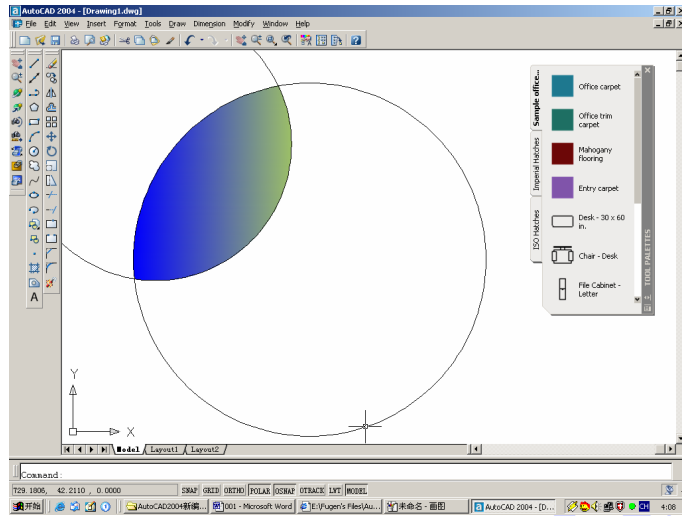 AutoCAD 2004 - [Drawing1.dwg]
File Edit View Insert Format Tools Draw Dimension Modify Window Help
Sample office...
Imperial Hatches
ISO Hatches
Office carpet
Office trim
carpet
Mahogany
flooring
Entry carpet
Desk - 30 x 60
in.
Chair - Desk
File Cabinet -
Letter
TOOL PALETTES
A
Y
X
Model Layout1 Layout2
Command:
729.1806, 42.2110 , 0.0000 SNAP GRID ORTHO POLAR OSNAP OTRACK LWT MODEL
开始 AutoCAD2004新编... 001 - Microsoft Word E:\Fugen's Files\Au... 未命名 - 画图 AutoCAD 2004 - [D... CH 4:08